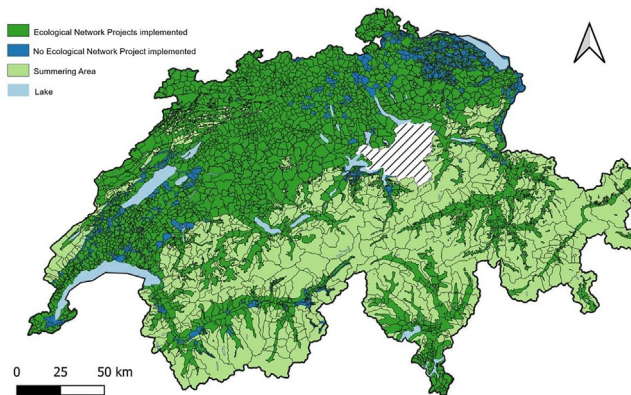 Ecological Network Projects implemented
No Ecological Network Project implemented
Summering Area
Lake
0 25 50 km